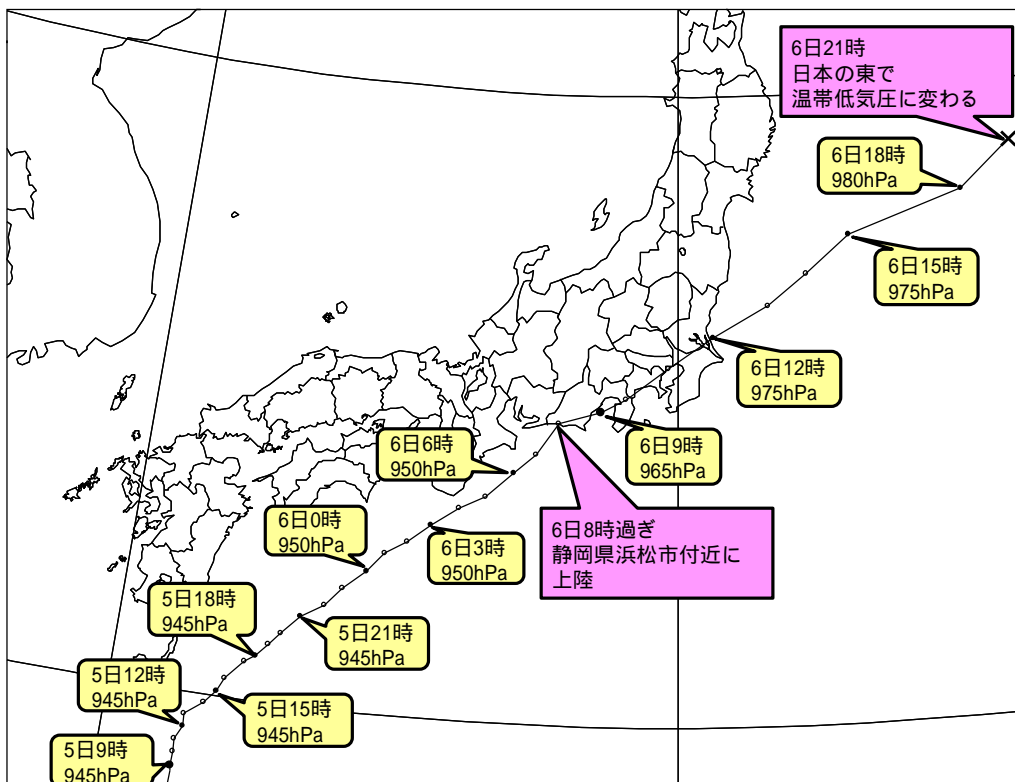 6日21時
日本の東で
温帯低気圧に変わる
6日18時
980hPa
6日15時
975hPa
6日12時
975hPa
6日9時
965hPa
6日8時過ぎ
静岡県浜松市付近に
上陸
6日6時
950hPa
6日3時
950hPa
6日0時
950hPa
5日21時
945hPa
5日18時
945hPa
5日15時
945hPa
5日12時
945hPa
5日9時
945hPa